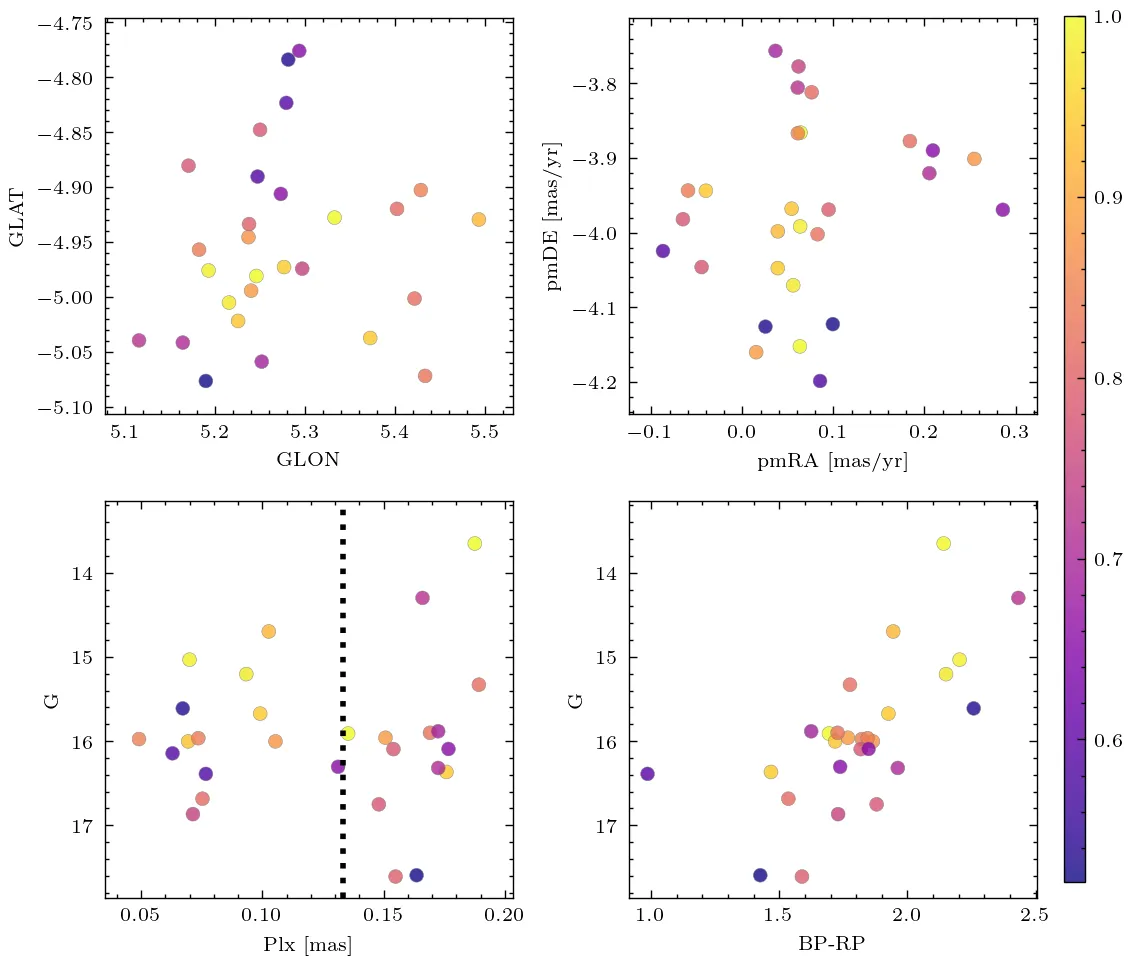 −4.75
−4.80
−4.85
−4.90
−4.95
−5.00
−5.05
−5.10
GLAT
5.1 5.2 5.3 5.4 5.5
GLON
−3.8
−3.9
−4.0
−4.1
−4.2
pmDE [mas/yr]
−0.1 0.0 0.1 0.2 0.3
pmRA [mas/yr]
14
15
16
17
G
0.05 0.10 0.15 0.20
Plx [mas]
14
15
16
17
G
1.0 1.5 2.0 2.5
BP-RP
1.0
0.9
0.8
0.7
0.6